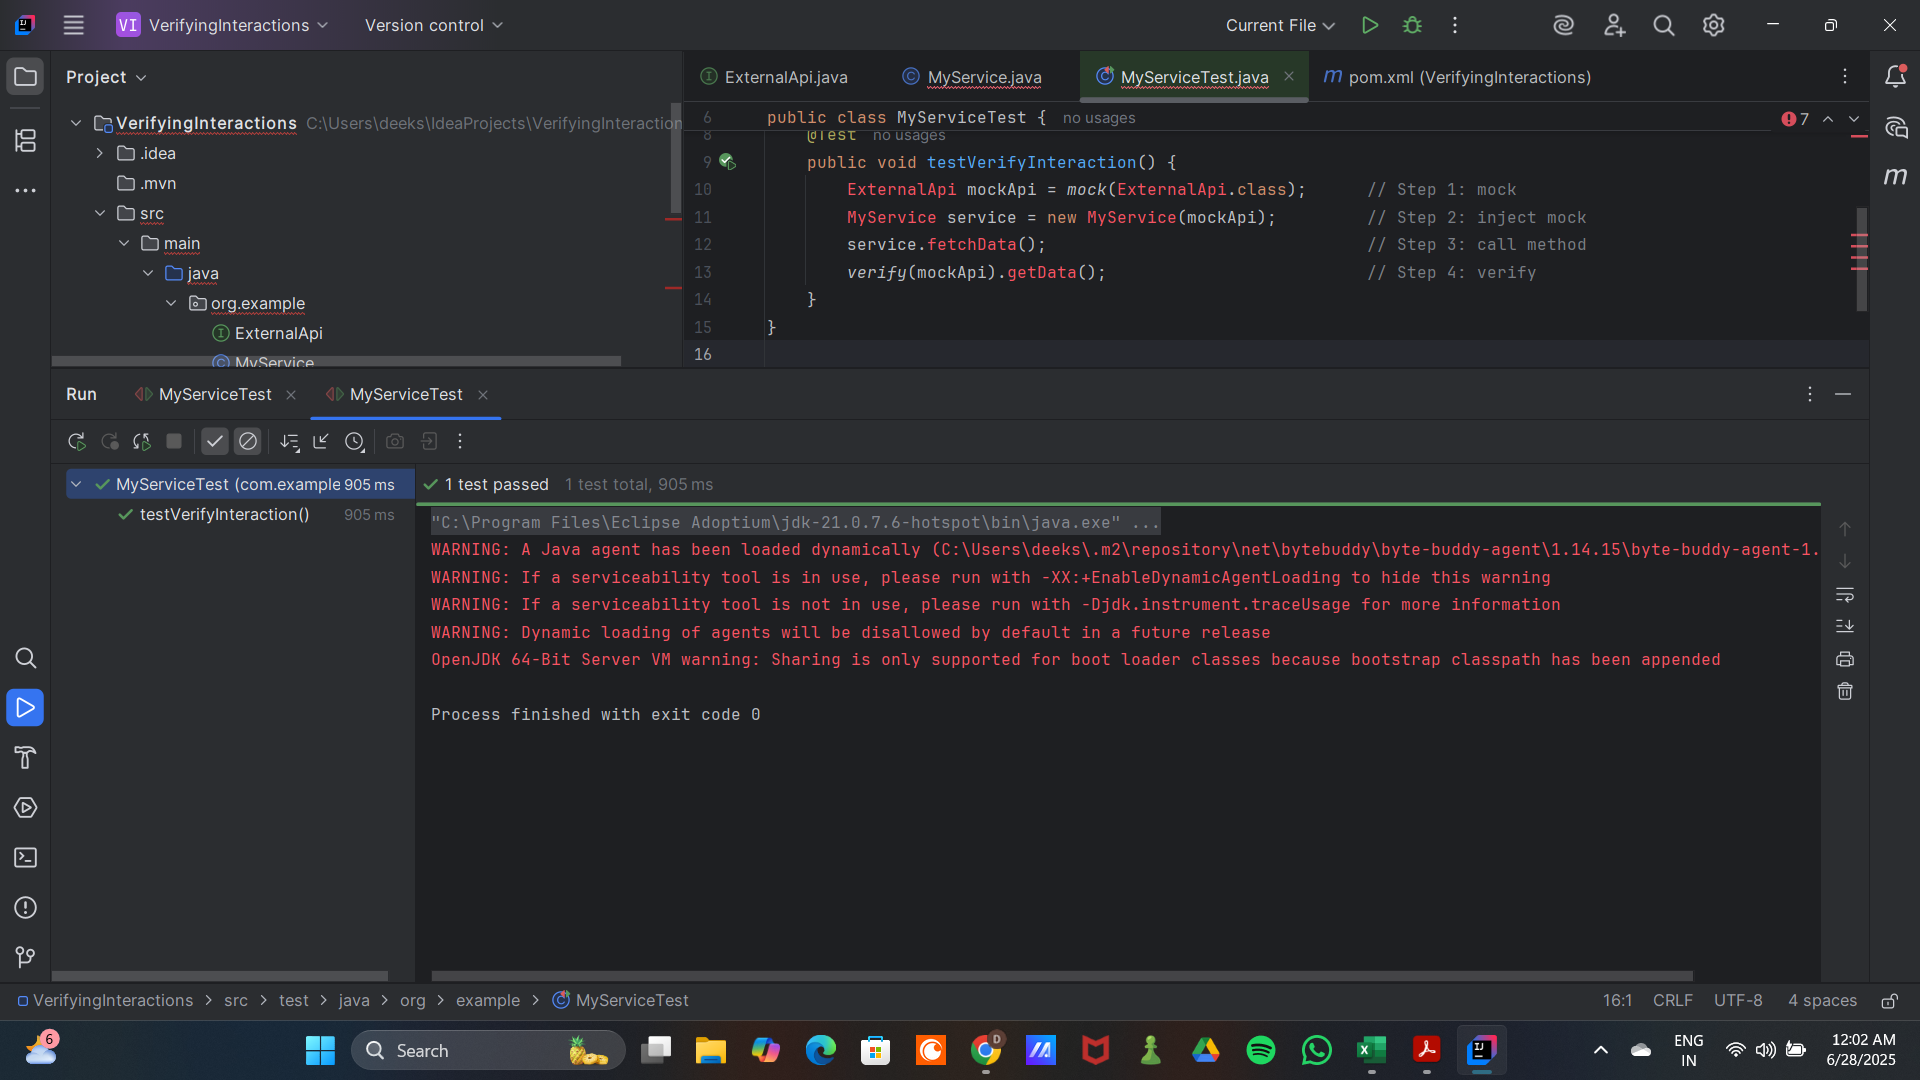 VI VerifyingInteractions Version control Current File
Project
ExternalApi.java MyService.java MyServiceTest.java m pom.xml (VerifyingInteractions)
VerifyingInteractions C:\Users\deeks\IdeaProjects\VerifyingInteraction
.idea
.mvn
src
main
java
org.example
ExternalApi
MyService
6 public class MyServiceTest { no usages
7
8 @Test no usages
9 public void testVerifyInteraction() {
10 ExternalApi mockApi = mock(ExternalApi.class); // Step 1: mock
11 MyService service = new MyService(mockApi); // Step 2: inject mock
12 service.fetchData(); // Step 3: call method
13 verify(mockApi).getData(); // Step 4: verify
14 }
15 }
16
Run MyServiceTest MyServiceTest
MyServiceTest (com.example 905 ms
testVerifyInteraction() 905 ms
1 test passed 1 test total, 905 ms
"C:\Program Files\Eclipse Adoptium\jdk-21.0.7.6-hotspot\bin\java.exe" ...
WARNING: A Java agent has been loaded dynamically (C:\Users\deeks\.m2\repository\net\bytebuddy\byte-buddy-agent\1.14.15\byte-buddy-agent-1.
WARNING: If a serviceability tool is in use, please run with -XX:+EnableDynamicAgentLoading to hide this warning
WARNING: If a serviceability tool is not in use, please run with -Djdk.instrument.traceUsage for more information
WARNING: Dynamic loading of agents will be disallowed by default in a future release
OpenJDK 64-Bit Server VM warning: Sharing is only supported for boot loader classes because bootstrap classpath has been appended
Process finished with exit code 0
VerifyingInteractions > src > test > java > org > example > MyServiceTest 16:1 CRLF UTF-8 4 spaces
6
Search
D
ENG
IN
12:02 AM
6/28/2025